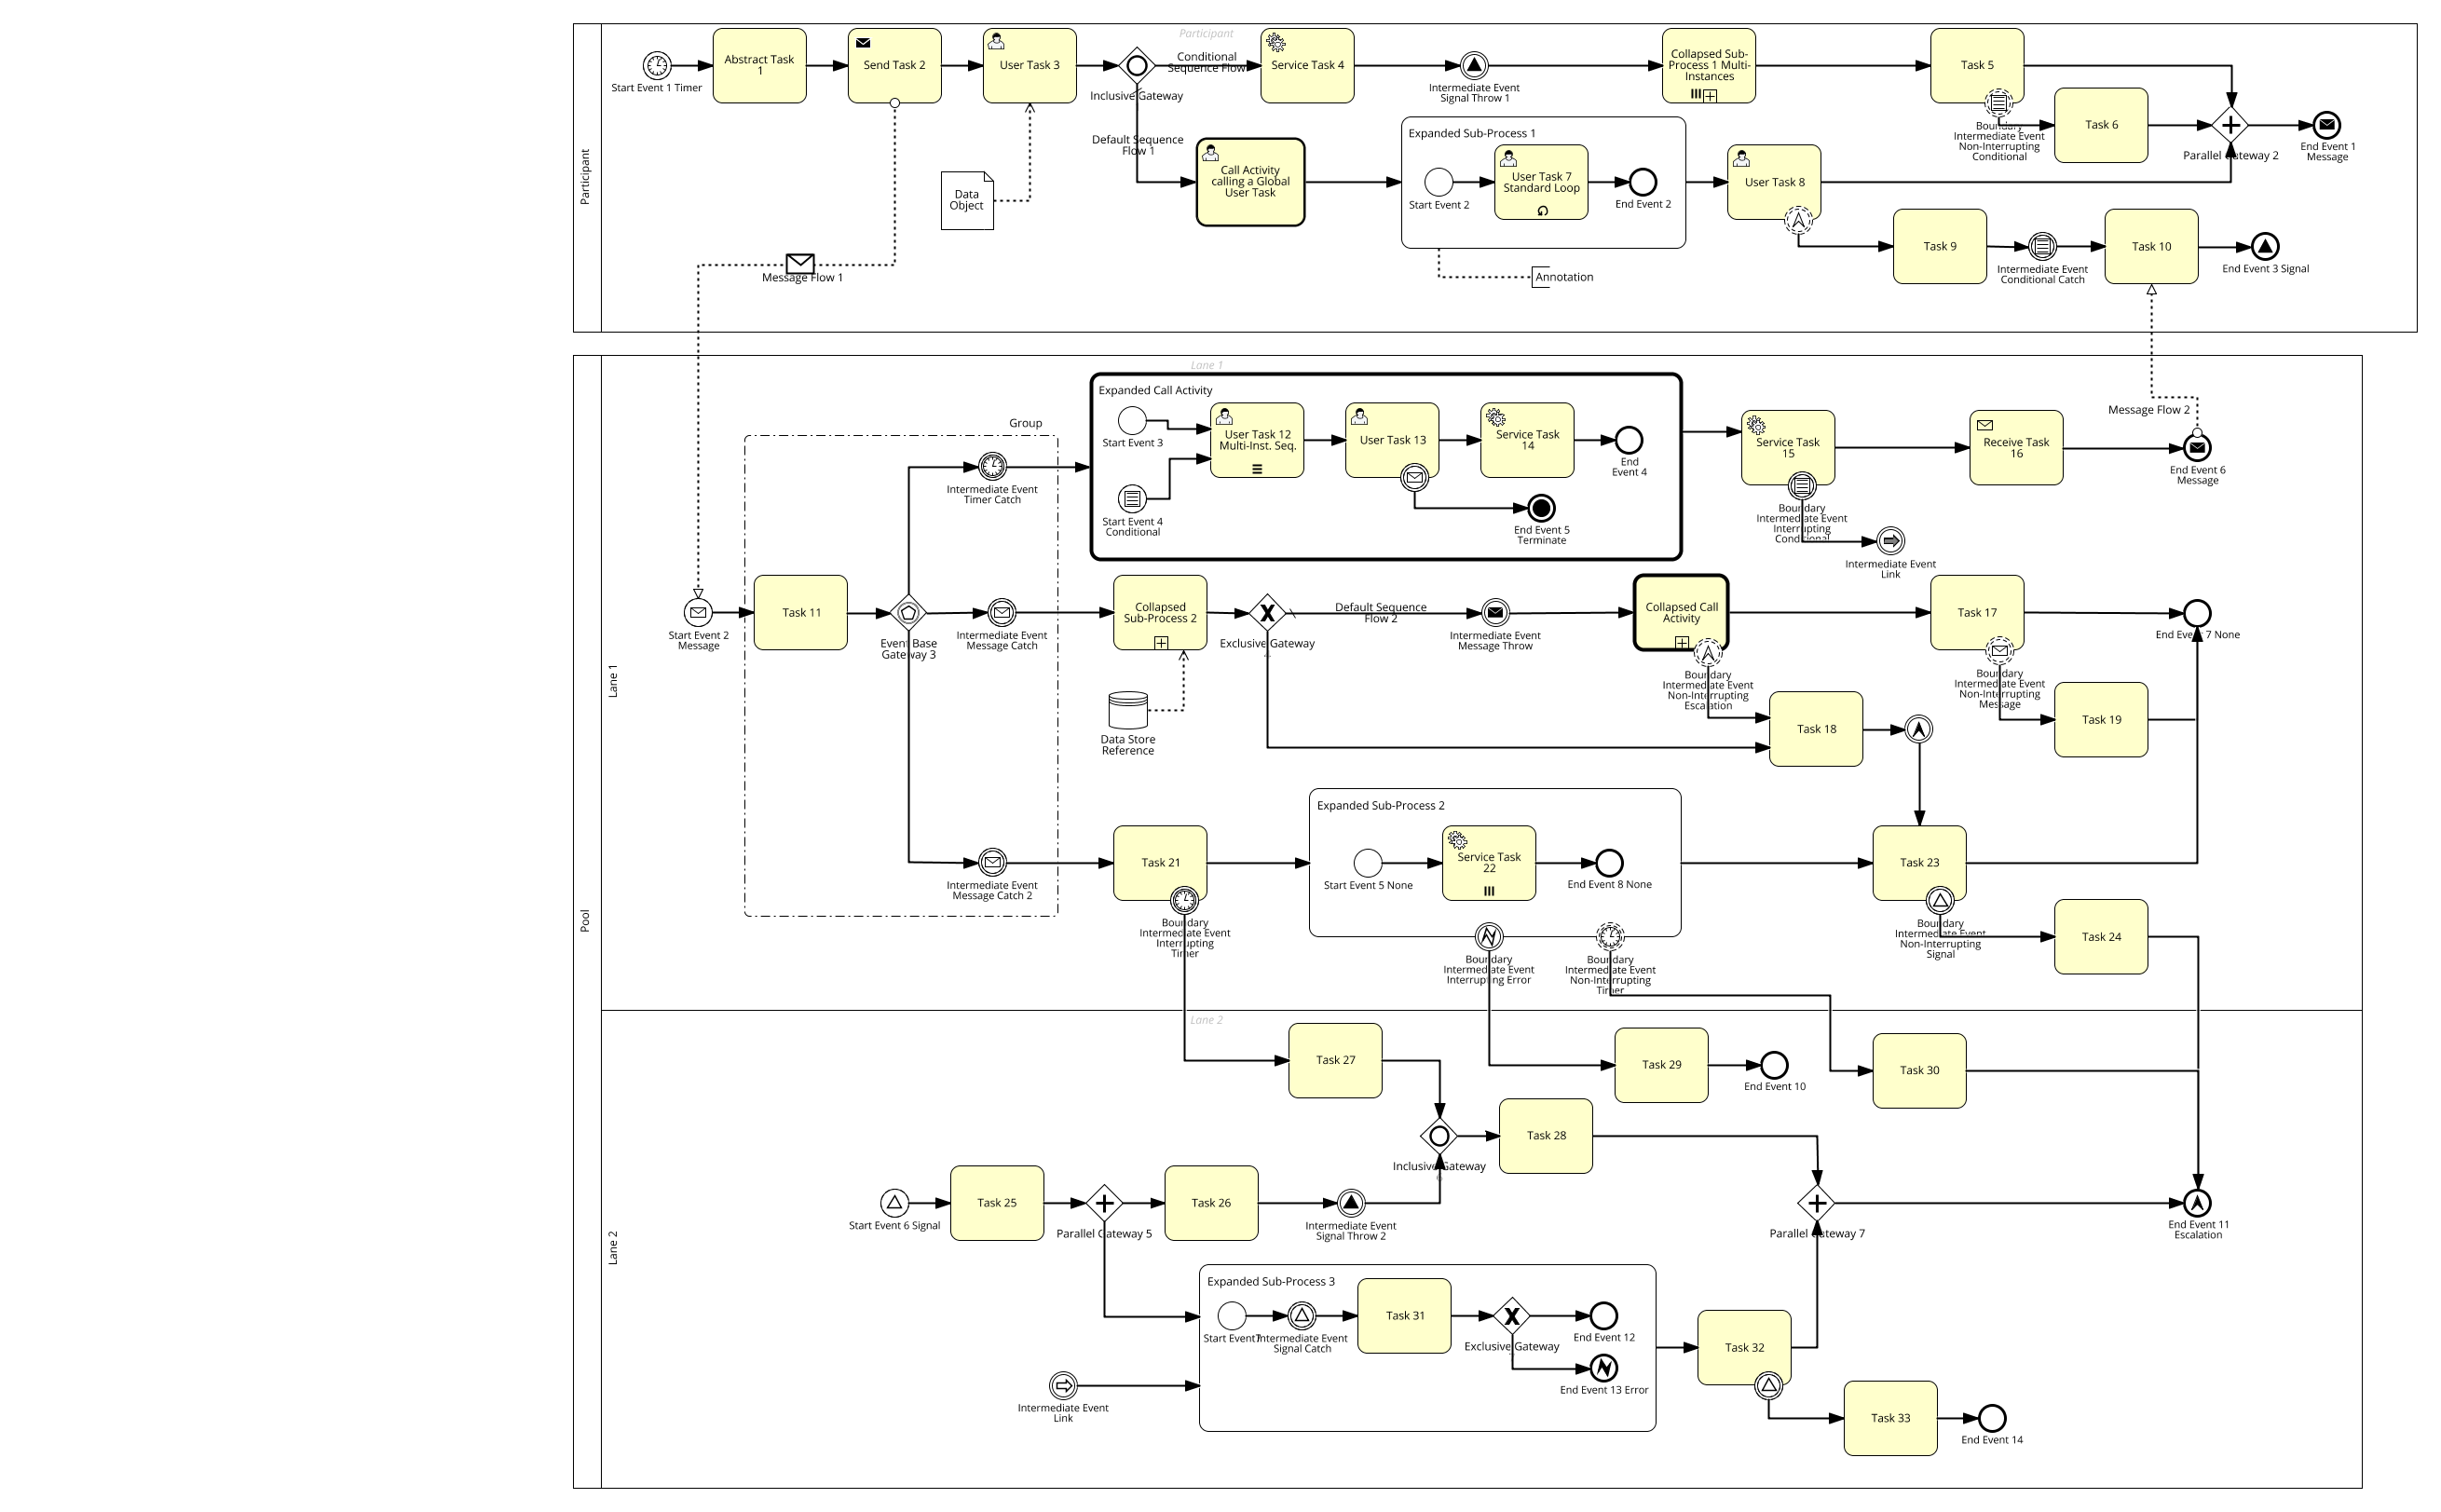 Participant
Participant
Start Event 1 Timer
Abstract Task
1
Send Task 2
User Task 3
Inclusive Gateway
Conditional
Sequence Flow
Service Task 4
Intermediate Event
Signal Throw 1
Collapsed Sub-
Process 1 Multi-
Instances
Task 5
Boundary
Intermediate Event
Non-Interrupting
Conditional
Task 6
Parallel Gateway 2
End Event 1
Message
Default Sequence
Flow 1
Call Activity
calling a Global
User Task
Expanded Sub-Process 1
Start Event 2
User Task 7
Standard Loop
End Event 2
User Task 8
Data
Object
Task 9
Intermediate Event
Conditional Catch
Task 10
End Event 3 Signal
Message Flow 1
Annotation
Pool
Lane 1
Lane 1
Expanded Call Activity
Start Event 3
User Task 12
Multi-Inst. Seq.
User Task 13
Service Task
14
End
Event 4
Start Event 4
Conditional
End Event 5
Terminate
Service Task
15
Receive Task
16
Message Flow 2
End Event 6
Message
Boundary
Intermediate Event
Interrupting
Conditional
Intermediate Event
Link
Group
Intermediate Event
Timer Catch
Start Event 2
Message
Task 11
Event Base
Gateway 3
Intermediate Event
Message Catch
Collapsed
Sub-Process 2
Exclusive Gateway
Default Sequence
Flow 2
Intermediate Event
Message Throw
Collapsed Call
Activity
Boundary
Intermediate Event
Non-Interrupting
Escalation
Task 17
End Event 7 None
Boundary
Intermediate Event
Non-Interrupting
Message
Task 18
Task 19
Data Store
Reference
Intermediate Event
Message Catch 2
Task 21
Boundary
Intermediate Event
Interrupting
Timer
Expanded Sub-Process 2
Start Event 5 None
Service Task
22
End Event 8 None
Boundary
Intermediate Event
Interrupting Error
Boundary
Intermediate Event
Non-Interrupting
Timer
Task 23
Boundary
Intermediate Event
Non-Interrupting
Signal
Task 24
Lane 2
Lane 2
Task 27
Task 29
End Event 10
Task 30
Inclusive Gateway
Task 28
Start Event 6 Signal
Task 25
Parallel Gateway 5
Task 26
Intermediate Event
Signal Throw 2
Parallel Gateway 7
End Event 11
Escalation
Expanded Sub-Process 3
Start Event
Intermediate Event
Signal Catch
Task 31
Exclusive Gateway
End Event 12
End Event 13 Error
Task 32
Intermediate Event
Link
Task 33
End Event 14